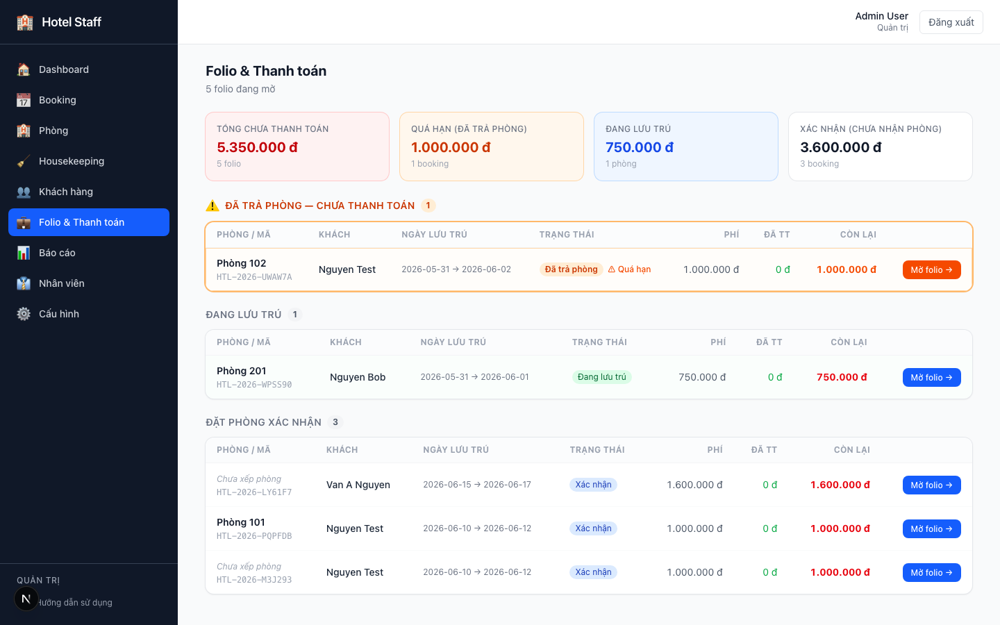 Hotel Staff
Admin User
Quản trị
Đăng xuất
Dashboard
Booking
Phòng
Housekeeping
Khách hàng
Folio & Thanh toán
Báo cáo
Nhân viên
Cấu hình
QUẢN TRỊ
Hướng dẫn sử dụng
Folio & Thanh toán
5 folio đang mở
TỔNG CHƯA THANH TOÁN
5.350.000 đ
5 folio
QUÁ HẠN (ĐÃ TRẢ PHÒNG)
1.000.000 đ
1 booking
ĐANG LƯU TRÚ
750.000 đ
1 phòng
XÁC NHẬN (CHƯA NHẬN PHÒNG)
3.600.000 đ
3 booking
ĐÃ TRẢ PHÒNG — CHƯA THANH TOÁN 1
PHÒNG / MÃ KHÁCH NGÀY LƯU TRÚ TRẠNG THÁI PHÍ ĐÃ TT CÒN LẠI
Phòng 102
HTL-2026-UWAW7A
Nguyen Test 2026-05-31 → 2026-06-02 Đã trả phòng ⚠ Quá hạn 1.000.000 đ 0 đ 1.000.000 đ Mở folio →
ĐANG LƯU TRÚ 1
PHÒNG / MÃ KHÁCH NGÀY LƯU TRÚ TRẠNG THÁI PHÍ ĐÃ TT CÒN LẠI
Phòng 201
HTL-2026-WPSS90
Nguyen Bob 2026-05-31 → 2026-06-01 Đang lưu trú 750.000 đ 0 đ 750.000 đ Mở folio →
ĐẶT PHÒNG XÁC NHẬN 3
PHÒNG / MÃ KHÁCH NGÀY LƯU TRÚ TRẠNG THÁI PHÍ ĐÃ TT CÒN LẠI
Chưa xếp phòng
HTL-2026-LY61F7
Van A Nguyen 2026-06-15 → 2026-06-17 Xác nhận 1.600.000 đ 0 đ 1.600.000 đ Mở folio →
Phòng 101
HTL-2026-PQPFDB
Nguyen Test 2026-06-10 → 2026-06-12 Xác nhận 1.000.000 đ 0 đ 1.000.000 đ Mở folio →
Chưa xếp phòng
HTL-2026-M3J293
Nguyen Test 2026-06-10 → 2026-06-12 Xác nhận 1.000.000 đ 0 đ 1.000.000 đ Mở folio →